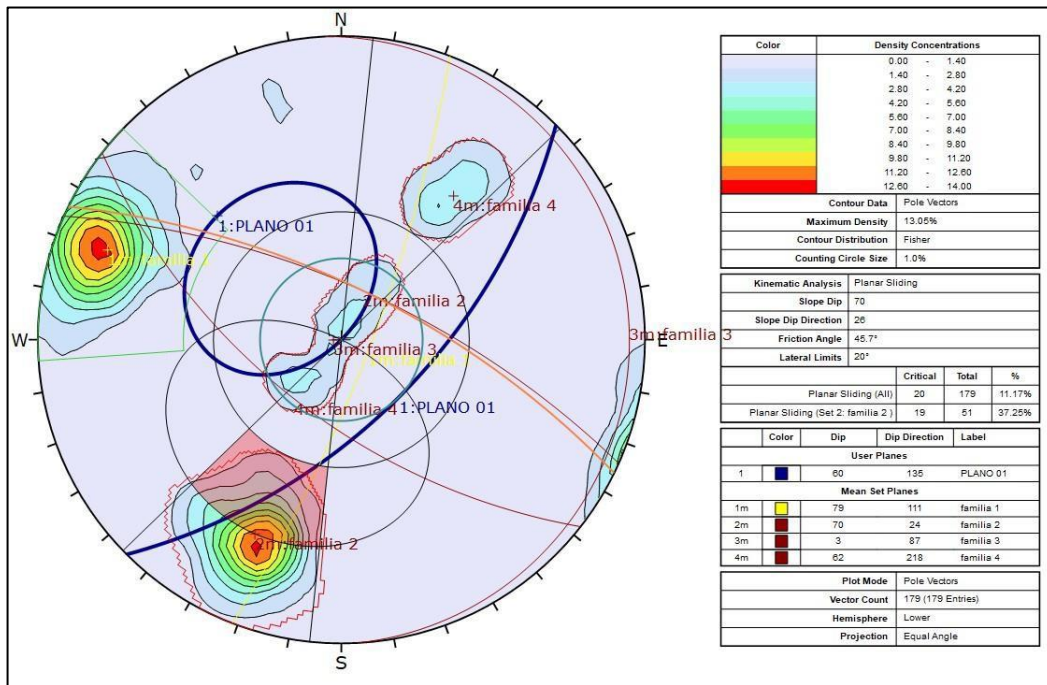 N
W
E
S
1:PLANO 01
4m:familia 4
2m:familia 2
3m:familia 3
3m:familia 3
4m:familia 4
1:PLANO 01
2m:familia 2
Color Density Concentrations
0.00 - 1.40
1.40 - 2.80
2.80 - 4.20
4.20 - 5.60
5.60 - 7.00
7.00 - 8.40
8.40 - 9.80
9.80 - 11.20
11.20 - 12.60
12.60 - 14.00
Contour Data Pole Vectors
Maximum Density 13.05%
Contour Distribution Fisher
Counting Circle Size 1.0%
Kinematic Analysis Planar Sliding
Slope Dip 70
Slope Dip Direction 26
Friction Angle 45.7°
Lateral Limits 20°
Critical Total %
Planar Sliding (All) 20 179 11.17%
Planar Sliding (Set 2: familia 2 ) 19 51 37.25%
Color Dip Dip Direction Label
User Planes
1 60 135 PLANO 01
Mean Set Planes
1m 79 111 familia 1
2m 70 24 familia 2
3m 3 87 familia 3
4m 62 218 familia 4
Plot Mode Pole Vectors
Vector Count 179 (179 Entries)
Hemisphere Lower
Projection Equal Angle